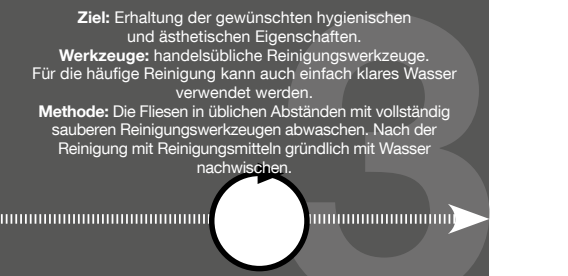 Ziel: Erhaltung der gewünschten hygienischen
und ästhetischen Eigenschaften.
Werkzeuge: handelsübliche Reinigungswerkzeuge.
Für die häufige Reinigung kann auch einfach klares Wasser
verwendet werden.
Methode: Die Fliesen in üblichen Abständen mit vollständig
sauberen Reinigungswerkzeugen abwaschen. Nach der
Reinigung mit Reinigungsmitteln gründlich mit Wasser
nachwischen.
3